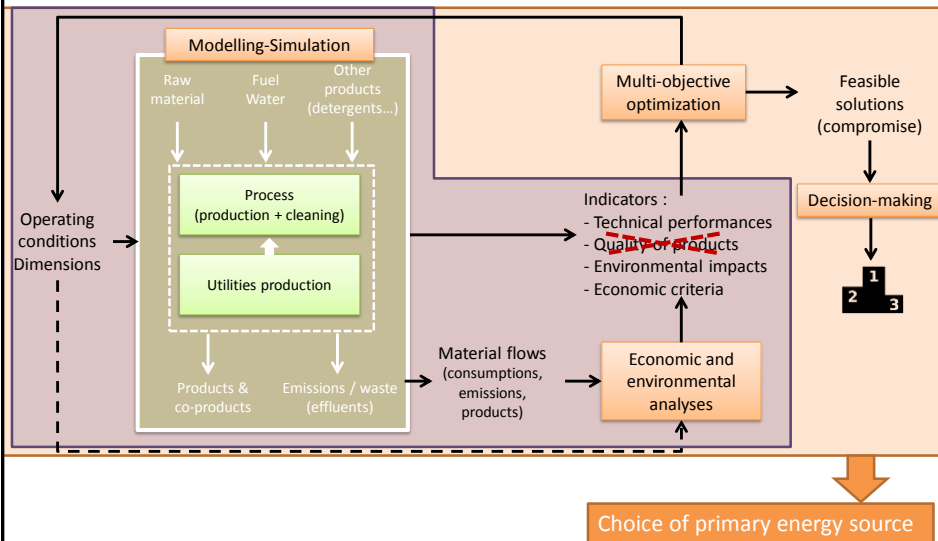 Modelling-Simulation
Raw
material
Fuel
Water
Other
products
(detergents…)
Process
(production + cleaning)
Utilities production
Products &
co-products
Emissions / waste
(effluents)
Operating
conditions
Dimensions
Material flows
(consumptions,
emissions,
products)
Economic and
environmental
analyses
Indicators :
- Technical performances
- Quality of products
- Environmental impacts
- Economic criteria
Multi-objective
optimization
Feasible
solutions
(compromise)
Decision-making
1
2
3
Choice of primary energy source